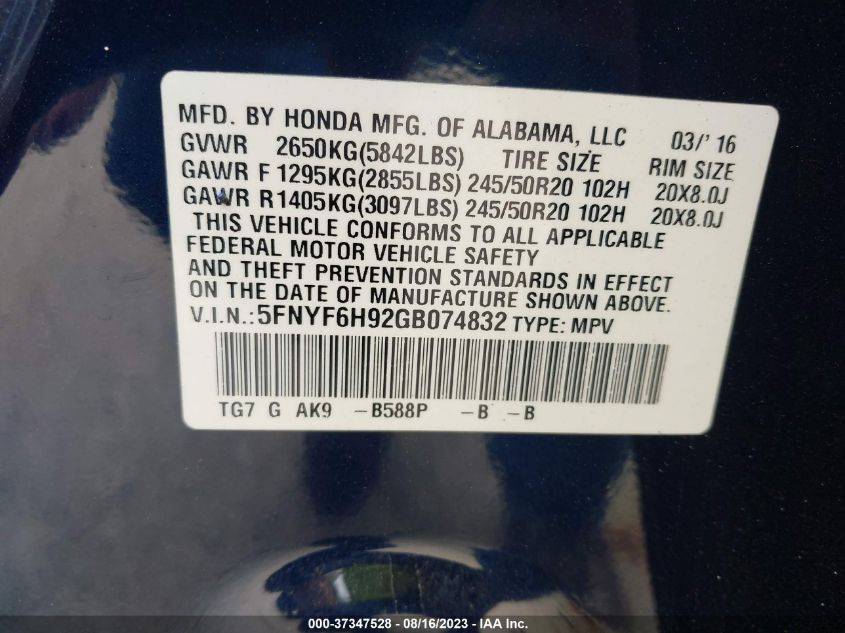 MFD. BY HONDA MFG. OF ALABAMA, LLC 03/' 16
GVWR 2650KG(5842LBS) TIRE SIZE RIM SIZE
GAWR F 1295KG(2855LBS) 245/50R20 102H 20X8.0J
GAWR R 1405KG(3097LBS) 245/50R20 102H 20X8.0J
THIS VEHICLE CONFORMS TO ALL APPLICABLE
FEDERAL MOTOR VEHICLE SAFETY
AND THEFT PREVENTION STANDARDS IN EFFECT
ON THE DATE OF MANUFACTURE SHOWN ABOVE.
V.I.N.:5FNYF6H92GB074832 TYPE: MPV
TG7 G AK9 -B588P -B -B
000-37347528 - 08/16/2023 - IAA Inc.